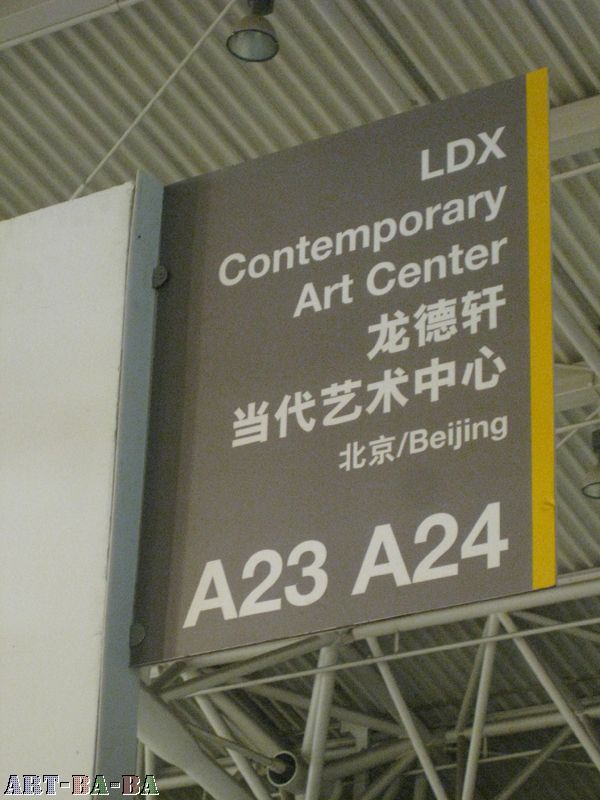 LDX
Contemporary
Art Center
龙德轩
当代艺术中心
北京/Beijing
A23 A24
ART-BA-BA